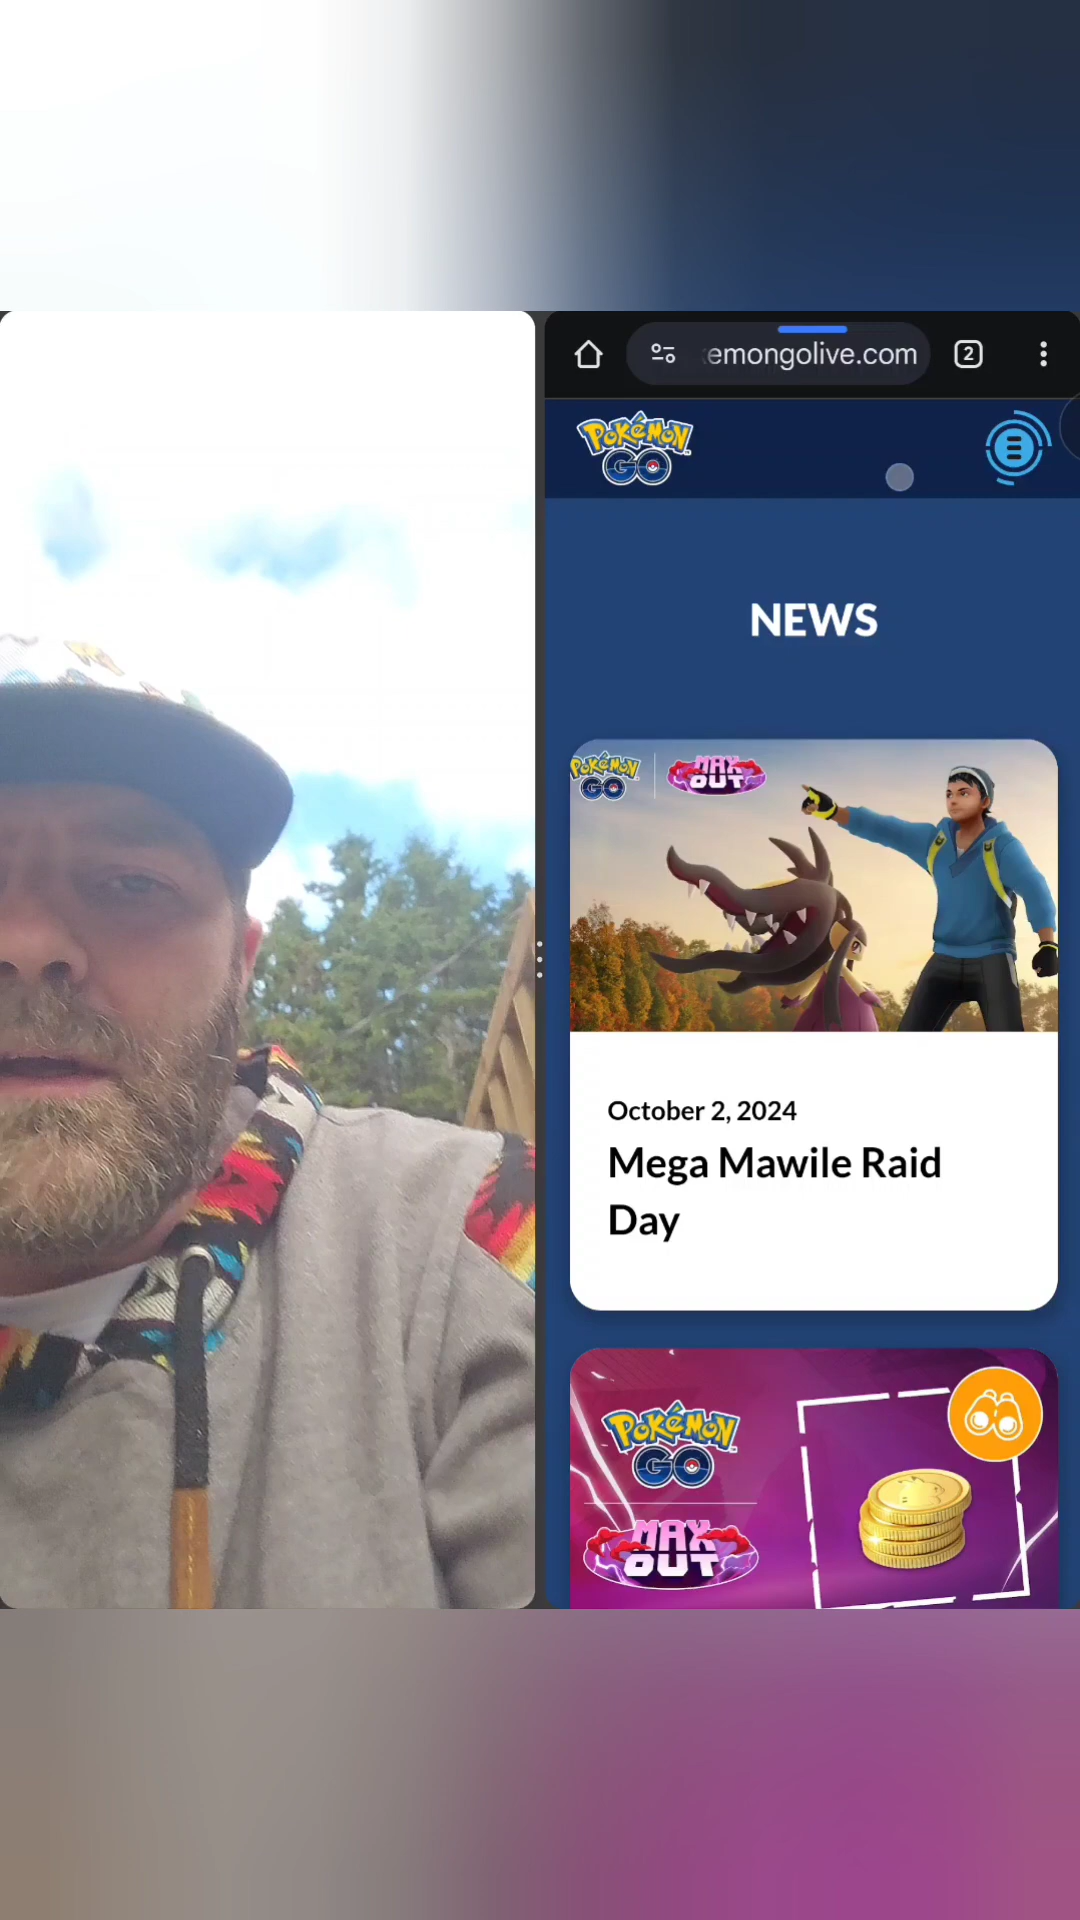 emongolive.com
2
POKÉMON
GO
NEWS
POKÉMON
GO
MAX
OUT
October 2, 2024
Mega Mawile Raid
Day
POKÉMON
GO
MAX
OUT